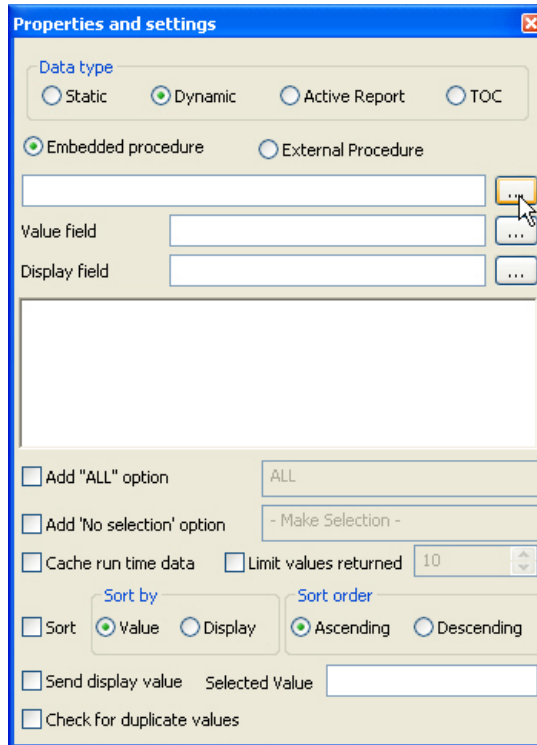 Properties and settings
Data type
Static Dynamic Active Report TOC
Embedded procedure External Procedure
...
Value field ...
Display field ...
Add "ALL" option ALL
Add 'No selection' option - Make Selection -
Cache run time data Limit values returned 10
Sort by Sort order
Sort Value Display Ascending Descending
Send display value Selected Value
Check for duplicate values